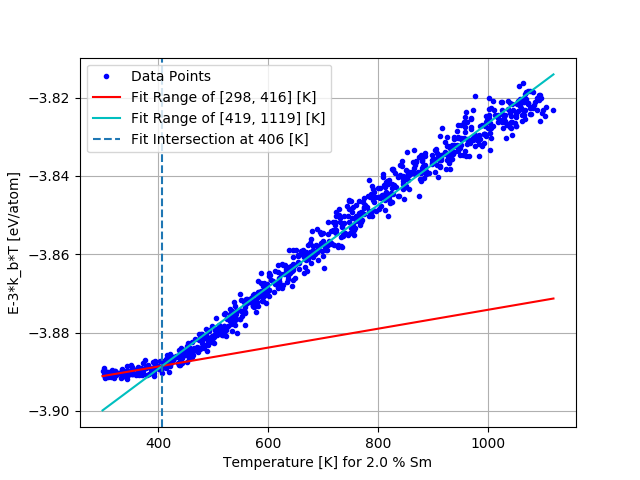 Data Points
Fit Range of [298, 416] [K]
Fit Range of [419, 1119] [K]
Fit Intersection at 406 [K]
−3.82
−3.84
−3.86
−3.88
−3.90
E-3*k_b*T [eV/atom]
400 600 800 1000
Temperature [K] for 2.0 % Sm